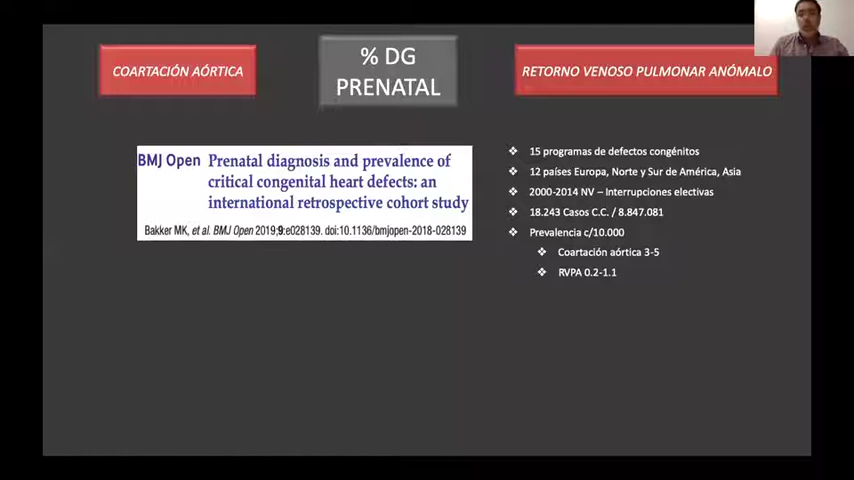 COARTACIÓN AÓRTICA
% DG
PRENATAL
RETORNO VENOSO PULMONAR ANÓMALO
BMJ Open Prenatal diagnosis and prevalence of
critical congenital heart defects: an
international retrospective cohort study
Bakker MK, et al. BMJ Open 2019;9:e028139. doi:10.1136/bmjopen-2018-028139
❖ 15 programas de defectos congénitos
❖ 12 países Europa, Norte y Sur de América, Asia
❖ 2000-2014 NV – Interrupciones electivas
❖ 18.243 Casos C.C. / 8.847.081
❖ Prevalencia c/10.000
❖ Coartación aórtica 3-5
❖ RVPA 0.2-1.1